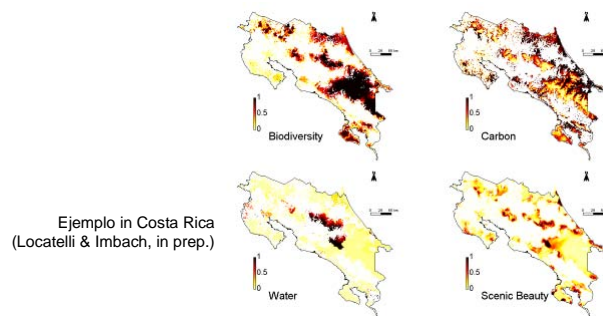 1
0.5
0
Biodiversity
1
0.5
0
Carbon
Ejemplo in Costa Rica
(Locatelli & Imbach, in prep.)
1
0.5
0
Water
1
0.5
0
Scenic Beauty